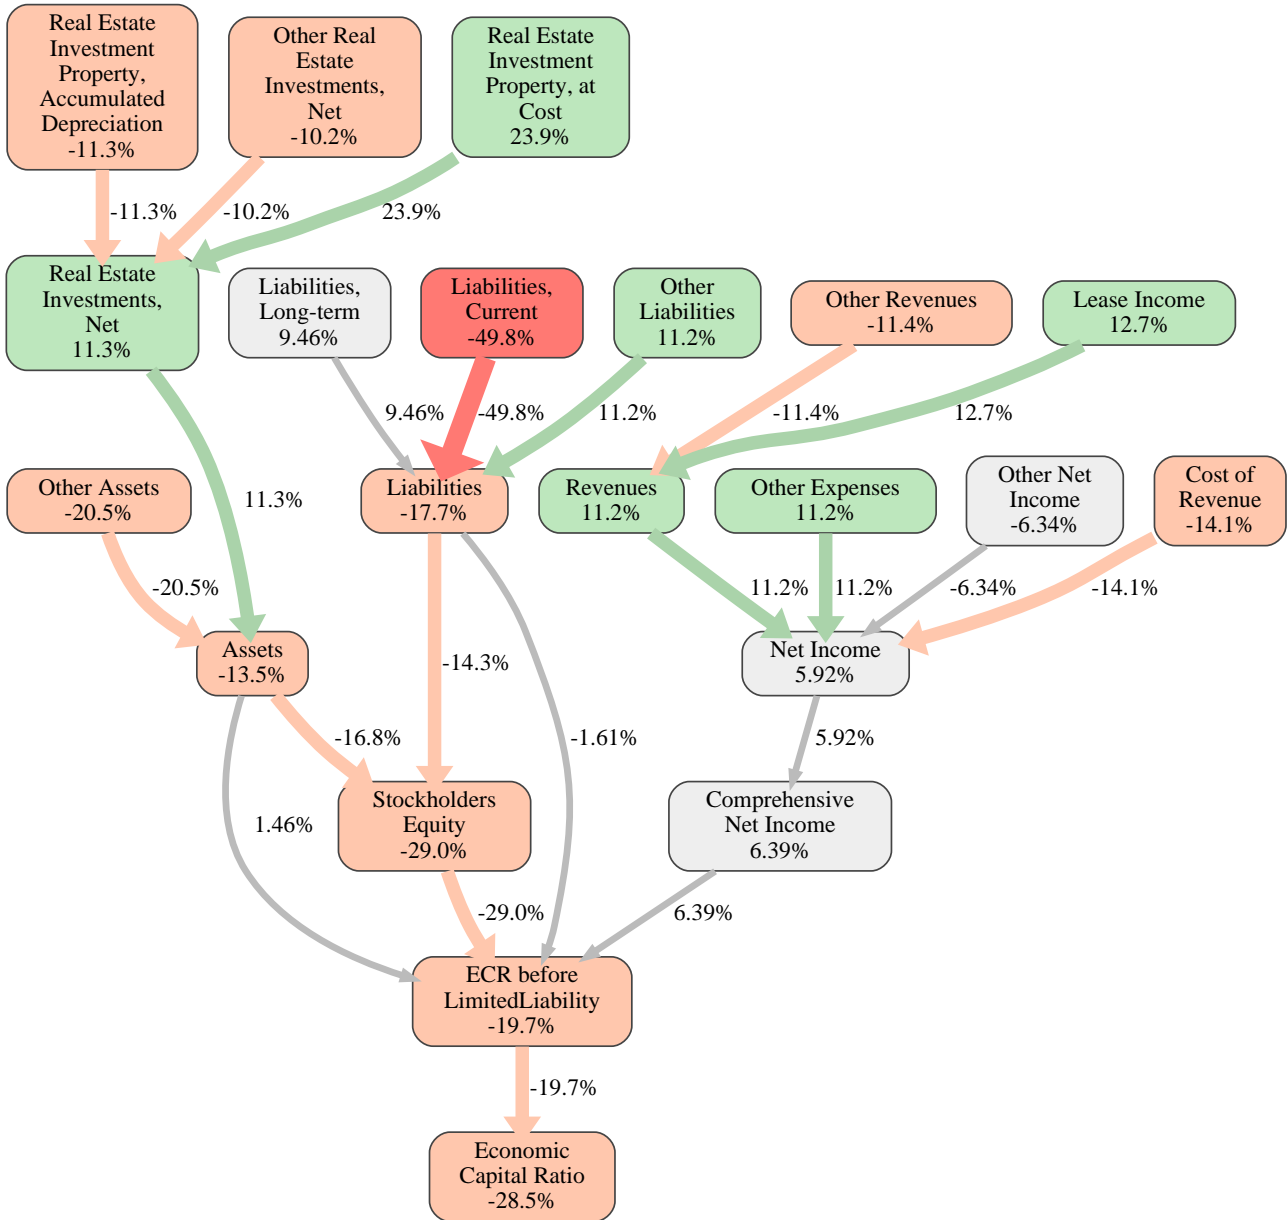 Real Estate
Investment
Property,
Accumulated
Depreciation
-11.3%
Other Real
Estate
Investments,
Net
-10.2%
Real Estate
Investment
Property, at
Cost
23.9%
-11.3%
-10.2%
23.9%
Real Estate
Investments,
Net
11.3%
Liabilities,
Long-term
9.46%
Liabilities,
Current
-49.8%
Other
Liabilities
11.2%
Other Revenues
-11.4%
Lease Income
12.7%
9.46%
-49.8%
11.2%
-11.4%
12.7%
Other Assets
-20.5%
11.3%
Liabilities
-17.7%
Revenues
11.2%
Other Expenses
11.2%
Other Net
Income
-6.34%
Cost of
Revenue
-14.1%
-20.5%
11.2%
11.2%
-6.34%
-14.1%
Assets
-13.5%
-14.3%
Net Income
5.92%
-16.8%
-1.61%
5.92%
1.46%
Stockholders
Equity
-29.0%
Comprehensive
Net Income
6.39%
-29.0%
6.39%
ECR before
LimitedLiability
-19.7%
-19.7%
Economic
Capital Ratio
-28.5%